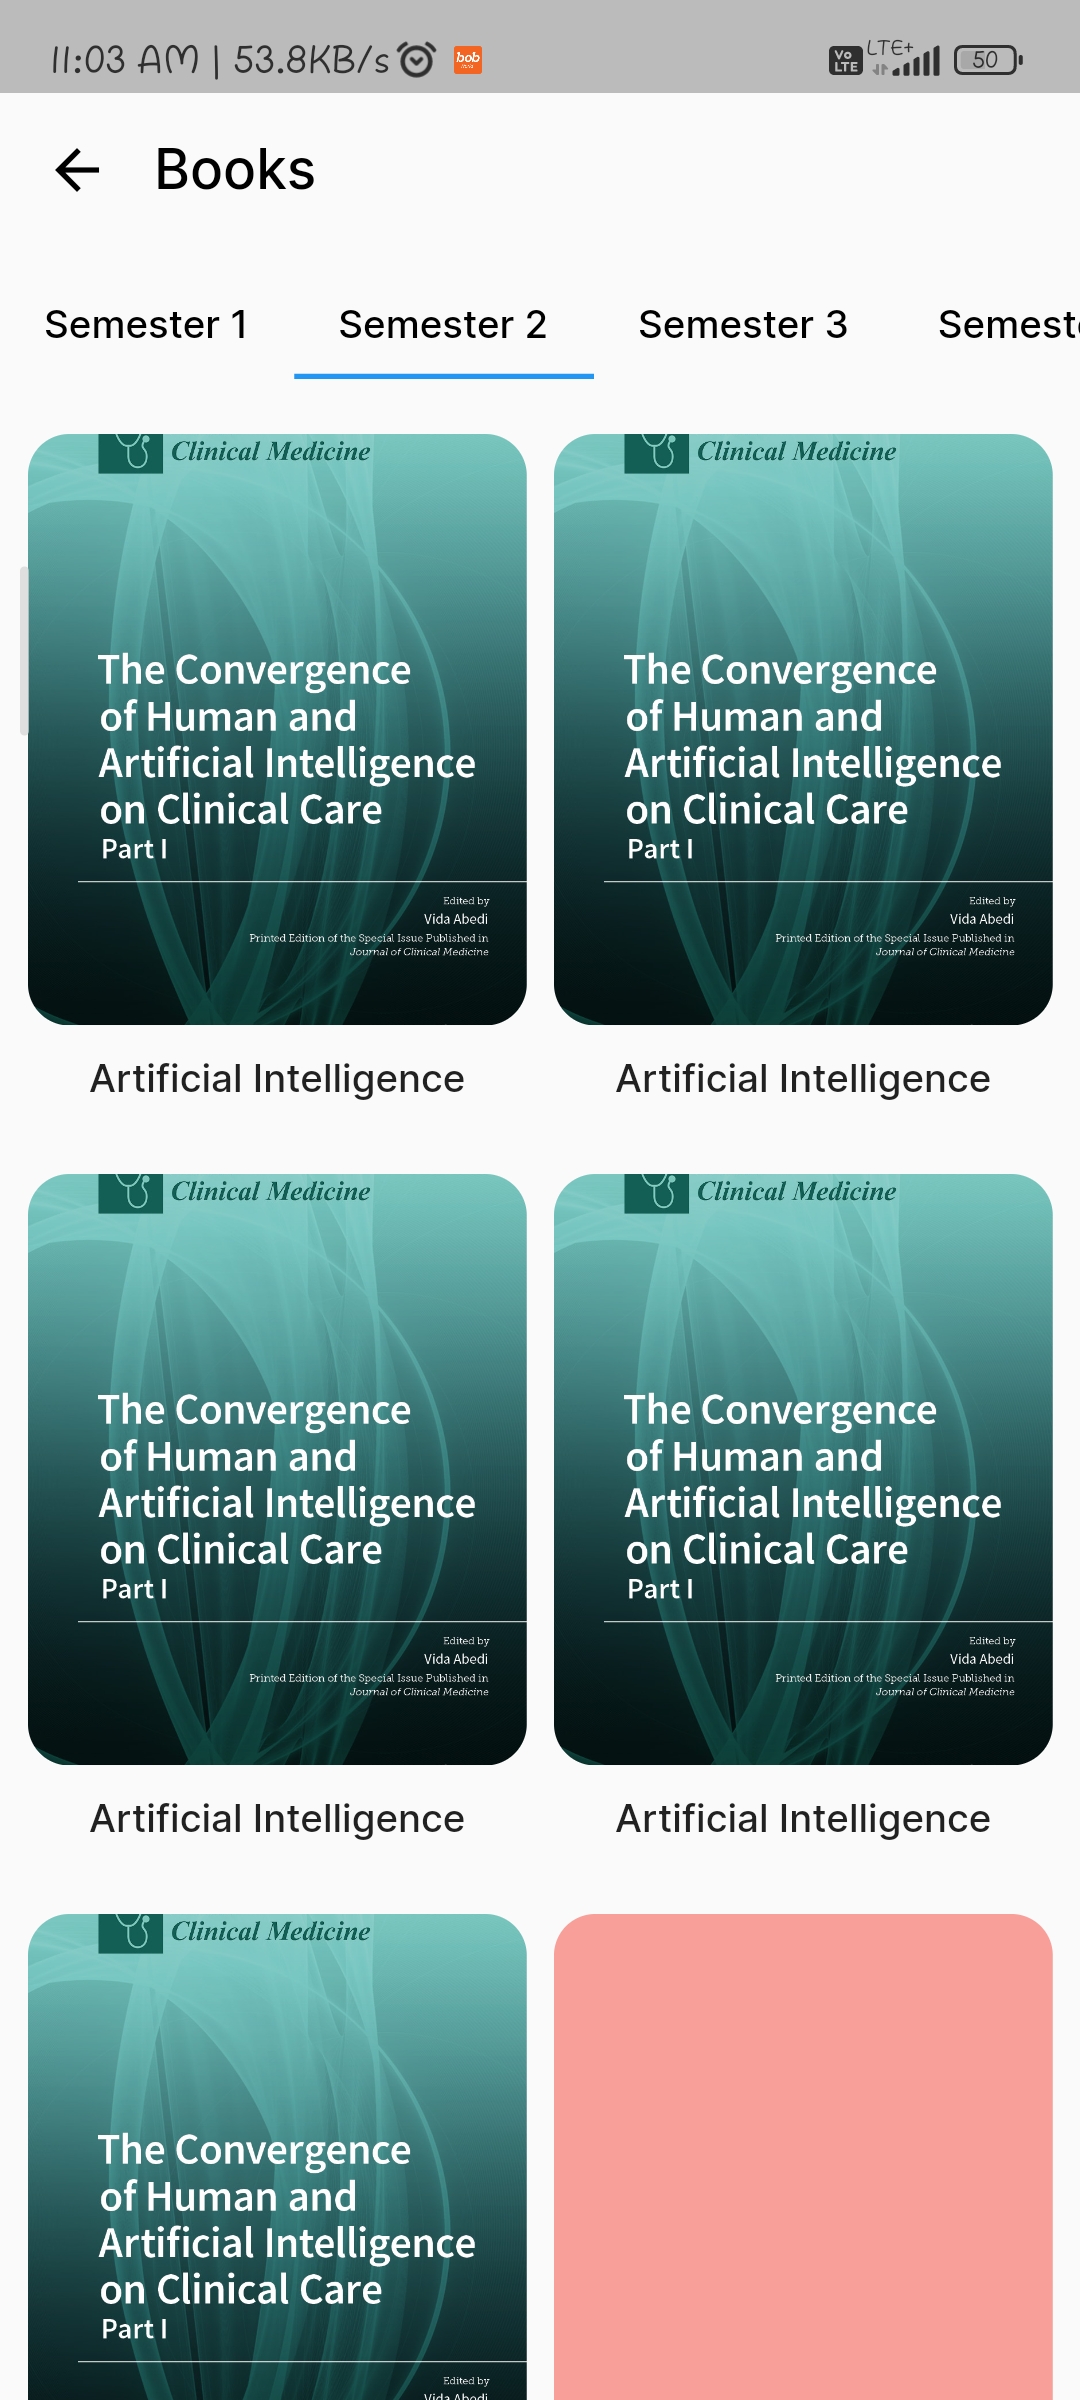 11:03 AM | 53.8KB/s bob
Vo LTE LTE+ 50
Books
Semester 1 Semester 2 Semester 3 Semest
Clinical Medicine
The Convergence
of Human and
Artificial Intelligence
on Clinical Care
Part I
Edited by
Vida Abedi
Printed Edition of the Special Issue Published in
Journal of Clinical Medicine
Artificial Intelligence
Clinical Medicine
The Convergence
of Human and
Artificial Intelligence
on Clinical Care
Part I
Edited by
Vida Abedi
Printed Edition of the Special Issue Published in
Journal of Clinical Medicine
Artificial Intelligence
Clinical Medicine
The Convergence
of Human and
Artificial Intelligence
on Clinical Care
Part I
Edited by
Vida Abedi
Printed Edition of the Special Issue Published in
Journal of Clinical Medicine
Artificial Intelligence
Clinical Medicine
The Convergence
of Human and
Artificial Intelligence
on Clinical Care
Part I
Edited by
Vida Abedi
Printed Edition of the Special Issue Published in
Journal of Clinical Medicine
Artificial Intelligence
Clinical Medicine
The Convergence
of Human and
Artificial Intelligence
on Clinical Care
Part I
Edited by
Vida Abedi